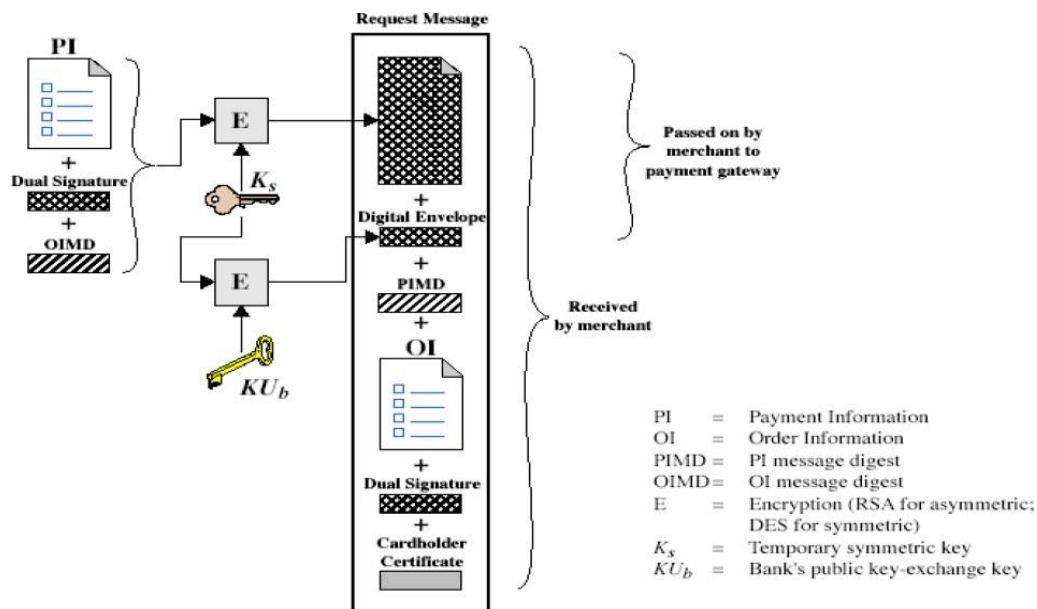 Request Message
PI
+
Dual Signature
+
OIMD
E
Ks
E
KUb
+
Digital Envelope
+
PIMD
+
OI
+
Dual Signature
+
Cardholder
Certificate
Passed on by
merchant to
payment gateway
Received
by merchant
PI = Payment Information
OI = Order Information
PIMD = PI message digest
OIMD = OI message digest
E = Encryption (RSA for asymmetric;
DES for symmetric)
Ks = Temporary symmetric key
KUb = Bank's public key-exchange key